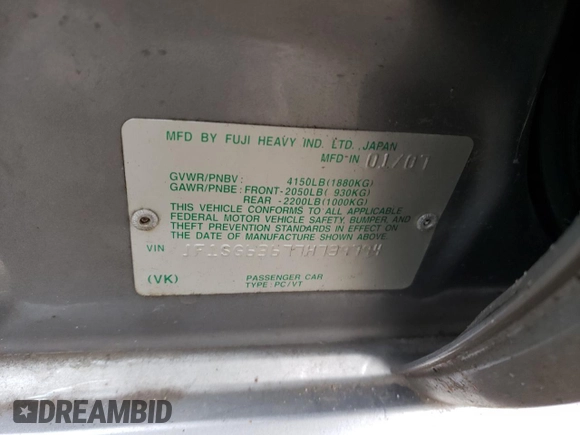 MFD BY FUJI HEAVY IND. LTD., JAPAN
MFD-IN 01/07
GVWR/PNBV: 4150LB(1880KG)
GAWR/PNBE: FRONT-2050LB( 930KG)
REAR -2200LB(1000KG)
THIS VEHICLE CONFORMS TO ALL APPLICABLE
FEDERAL MOTOR VEHICLE SAFETY, BUMPER, AND
THEFT PREVENTION STANDARDS IN EFFECT ON
THE DATE OF MANUFACTURE SHOWN ABOVE.
VIN
(VK) PASSENGER CAR
TYPE: PC/VT
DREAMBID